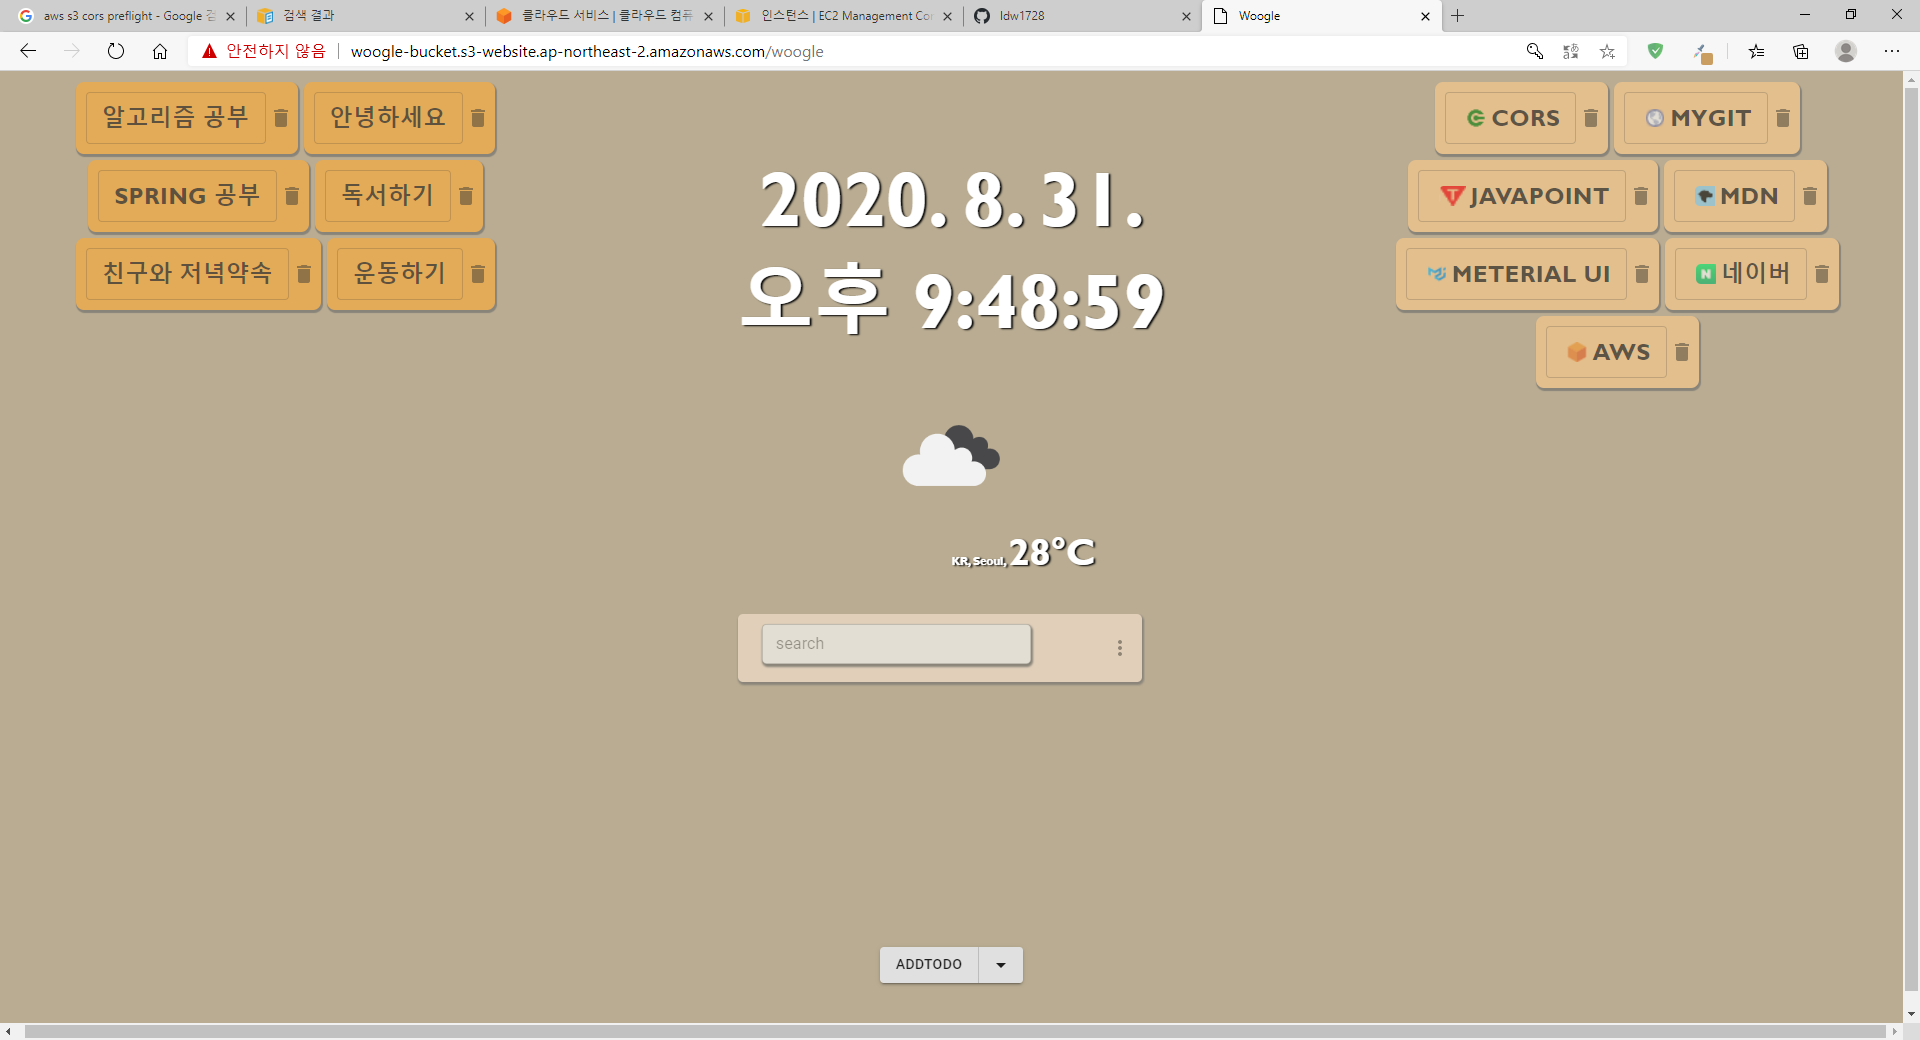 aws s3 cors preflight - Google 검
검색 결과
클라우드 서비스 | 클라우드 컴퓨
인스턴스 | EC2 Management Con
ldw1728
Woogle
안전하지 않음 woogle-bucket.s3-website.ap-northeast-2.amazonaws.com/woogle
알고리즘 공부 안녕하세요
SPRING 공부 독서하기
친구와 저녁약속 운동하기
2020. 8. 31.
오후 9:48:59
KR, Seoul, 28°C
search
ADDTODO
CORS MYGIT
JAVAPOINT MDN
METERIAL UI 네이버
AWS